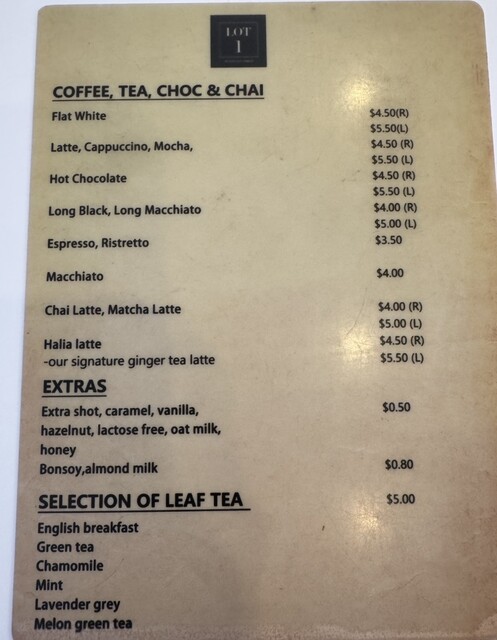 LOT
1
COFFEE, TEA, CHOC & CHAI
Flat White $4.50(R)
$5.50(L)
Latte, Cappuccino, Mocha, $4.50 (R)
$5.50 (L)
Hot Chocolate $4.50 (R)
$5.50 (L)
Long Black, Long Macchiato $4.00 (R)
$5.00 (L)
Espresso, Ristretto $3.50
Macchiato $4.00
Chai Latte, Matcha Latte $4.00 (R)
$5.00 (L)
Halia latte $4.50 (R)
-our signature ginger tea latte $5.50 (L)
EXTRAS
Extra shot, caramel, vanilla, $0.50
hazelnut, lactose free, oat milk,
honey
Bonsoy,almond milk $0.80
SELECTION OF LEAF TEA $5.00
English breakfast
Green tea
Chamomile
Mint
Lavender grey
Melon green tea